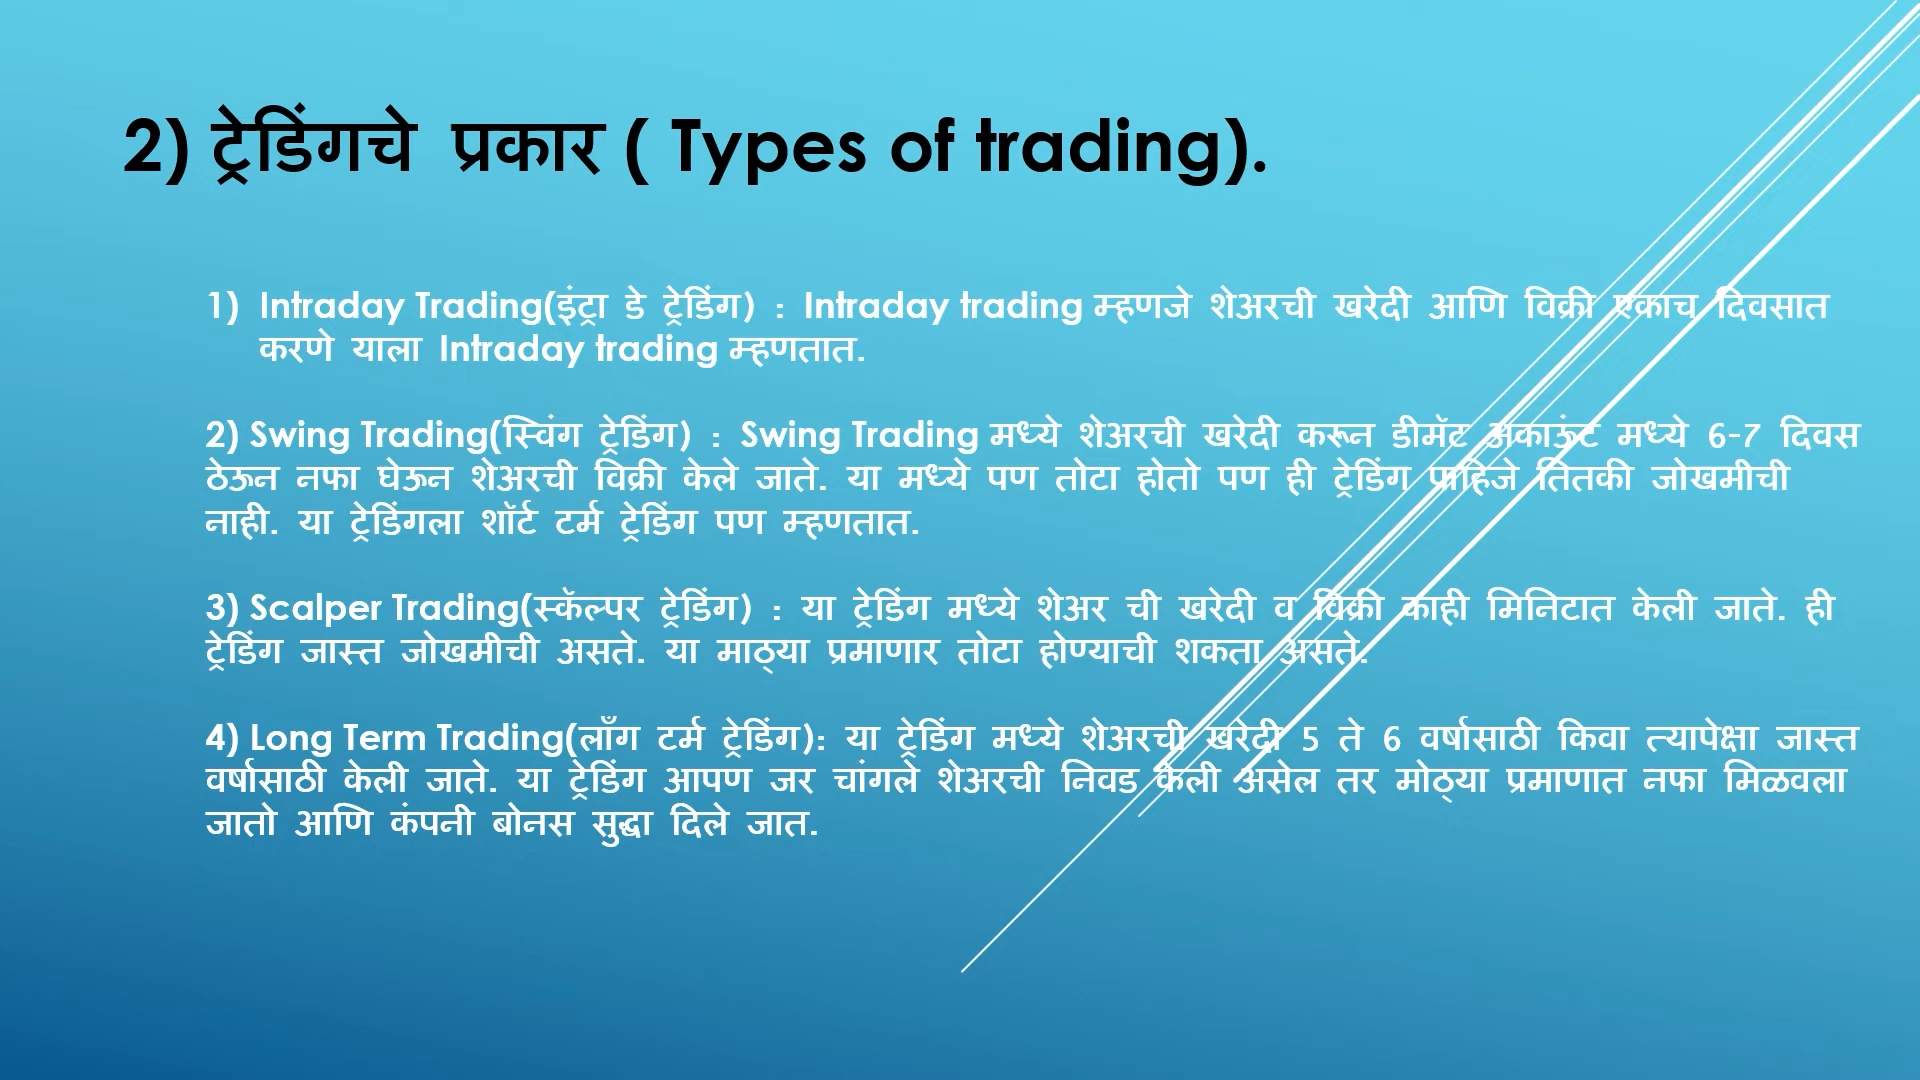 2) ट्रेडिंगचे प्रकार ( Types of trading).
1) Intraday Trading(इंट्रा डे ट्रेडिंग) : Intraday trading म्हणजे शेअरची खरेदी आणि विक्री एकाच दिवसात
करणे याला Intraday trading म्हणतात.
2) Swing Trading(स्विंग ट्रेडिंग) : Swing Trading मध्ये शेअरची खरेदी करून डीमॅट अकाऊंट मध्ये 6-7 दिवस
ठेऊन नफा घेऊन शेअरची विक्री केले जाते. या मध्ये पण तोटा होतो पण ही ट्रेडिंग पाहिजे तितकी जोखमीची
नाही. या ट्रेडिंगला शॉर्ट टर्म ट्रेडिंग पण म्हणतात.
3) Scalper Trading(स्कॅल्पर ट्रेडिंग) : या ट्रेडिंग मध्ये शेअर ची खरेदी व विक्री काही मिनिटात केली जाते. ही
ट्रेडिंग जास्त जोखमीची असते. या माठ्या प्रमाणार तोटा होण्याची शकता असते.
4) Long Term Trading(लाँग टर्म ट्रेडिंग): या ट्रेडिंग मध्ये शेअरची खरेदी 5 ते 6 वर्षासाठी किवा त्यापेक्षा जास्त
वर्षासाठी केली जाते. या ट्रेडिंग आपण जर चांगले शेअरची निवड केली असेल तर मोठ्या प्रमाणात नफा मिळवला
जातो आणि कंपनी बोनस सुद्धा दिले जात.